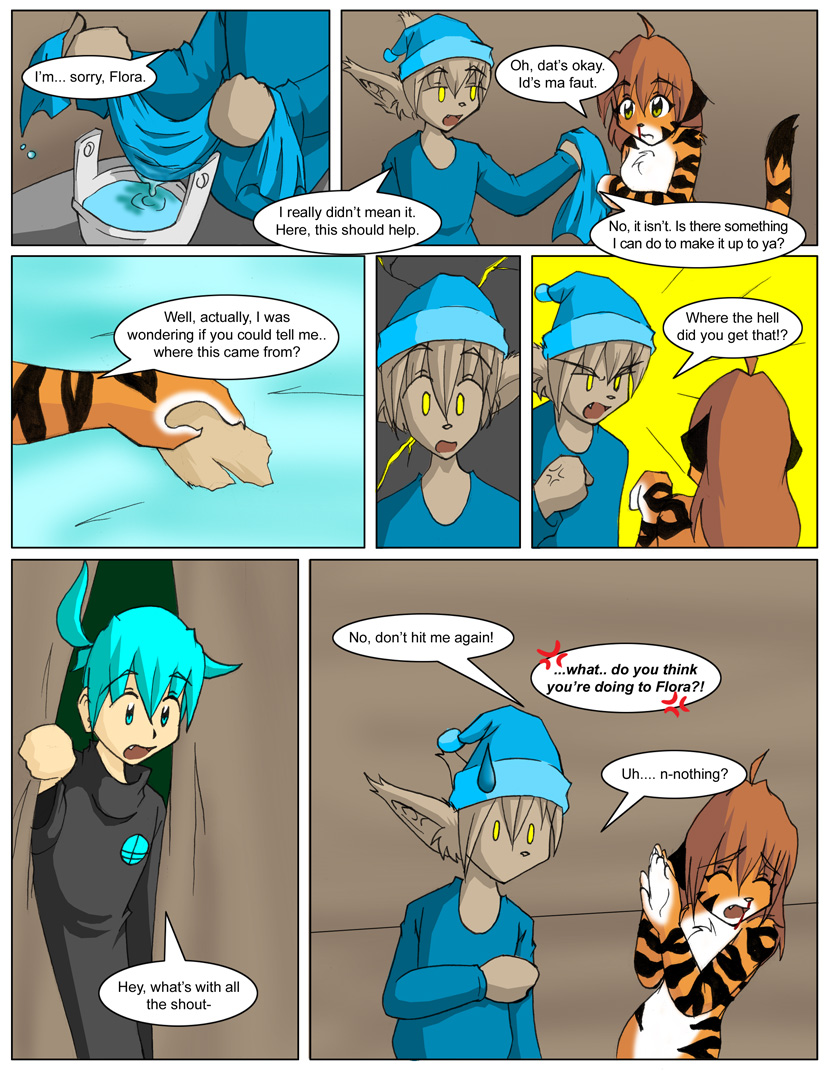 I'm... sorry, Flora.
Oh, dat's okay.
Id's ma faut.
I really didn't mean it.
Here, this should help.
No, it isn't. Is there something
I can do to make it up to ya?
Well, actually, I was
wondering if you could tell me..
where this came from?
Where the hell
did you get that!?
Hey, what's with all
the shout-
No, don't hit me again!
...what.. do you think
you're doing to Flora?!
Uh.... n-nothing?